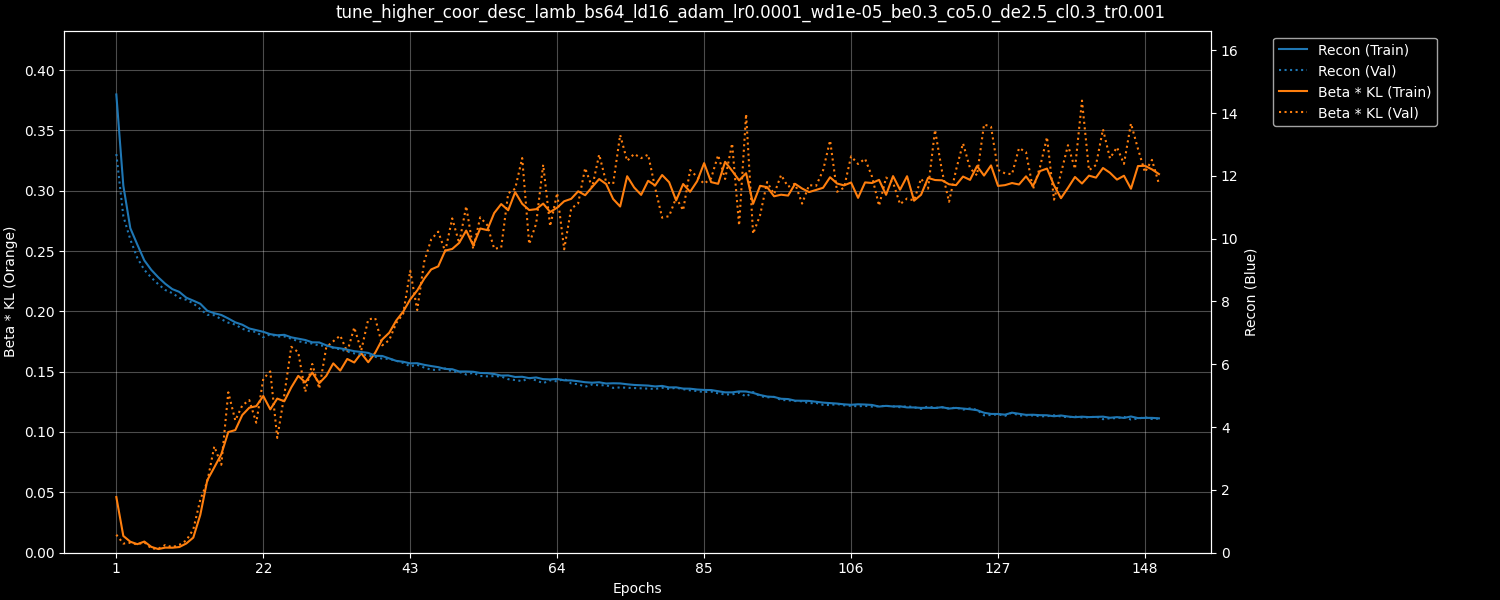 tune_higher_coor_desc_lamb_bs64_ld16_adam_lr0.0001_wd1e-05_be0.3_co5.0_de2.5_cl0.3_tr0.001
Beta * KL (Orange)
0.40
0.35
0.30
0.25
0.20
0.15
0.10
0.05
0.00
1 22 43 64 85 106 127 148
Epochs
16
14
12
10
8
6
4
2
0
Recon (Blue)
Recon (Train)
Recon (Val)
Beta * KL (Train)
Beta * KL (Val)